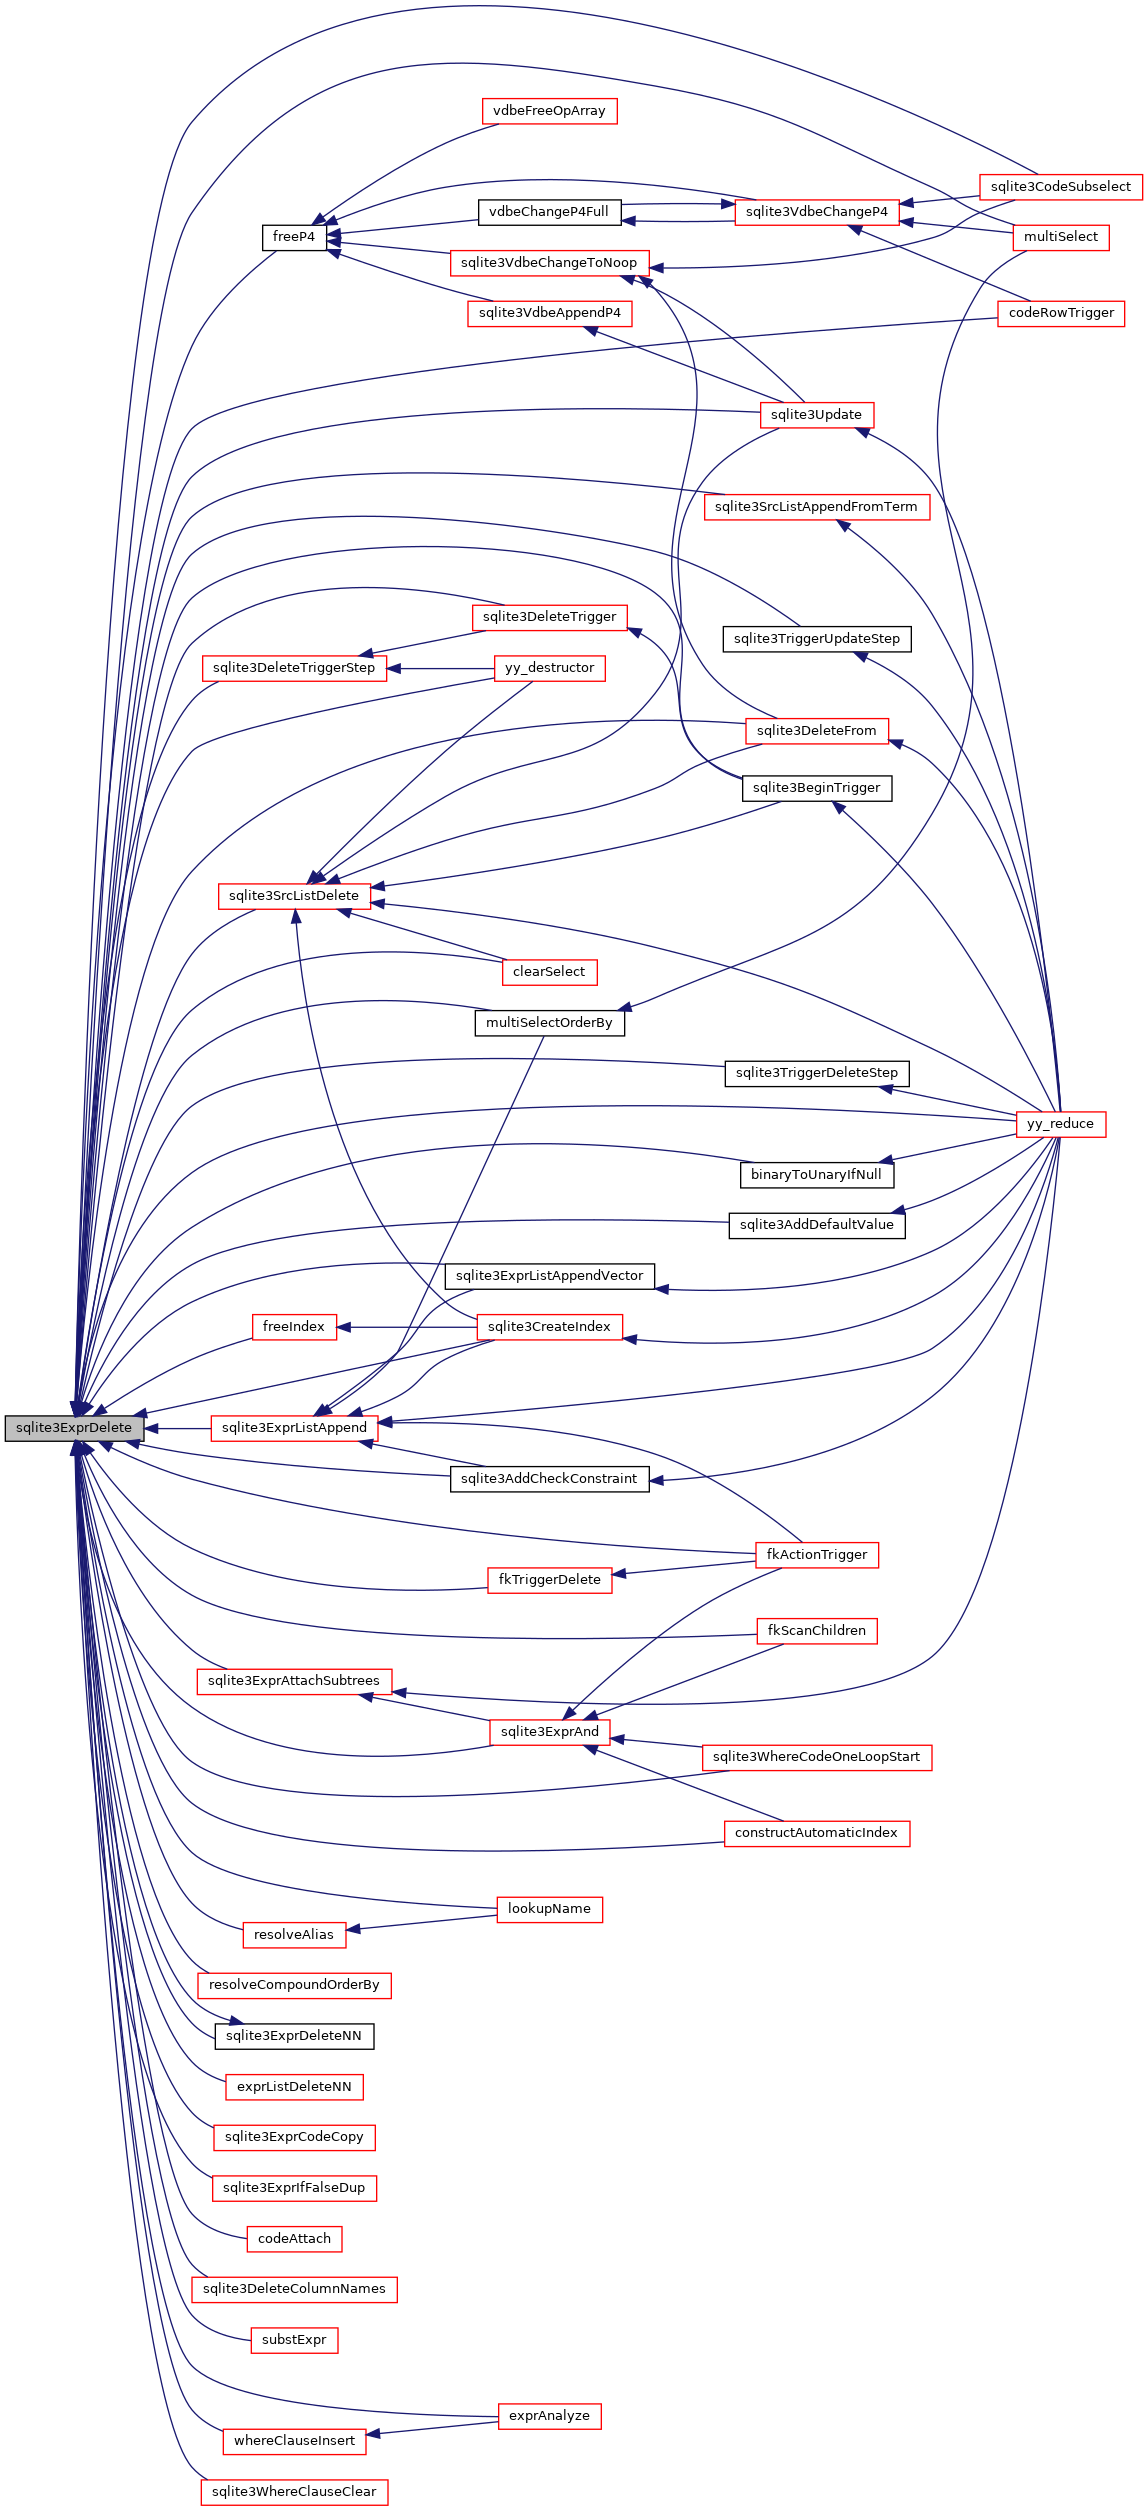 vdbeFreeOpArray
sqlite3CodeSubselect
vdbeChangeP4Full
sqlite3VdbeChangeP4
freeP4
multiSelect
sqlite3VdbeChangeToNoop
sqlite3VdbeAppendP4
codeRowTrigger
sqlite3Update
sqlite3SrcListAppendFromTerm
sqlite3DeleteTrigger
sqlite3TriggerUpdateStep
sqlite3DeleteTriggerStep
yy_destructor
sqlite3DeleteFrom
sqlite3BeginTrigger
sqlite3SrcListDelete
clearSelect
multiSelectOrderBy
sqlite3TriggerDeleteStep
yy_reduce
binaryToUnaryIfNull
sqlite3AddDefaultValue
sqlite3ExprListAppendVector
freeIndex
sqlite3CreateIndex
sqlite3ExprDelete
sqlite3ExprListAppend
sqlite3AddCheckConstraint
fkActionTrigger
fkTriggerDelete
fkScanChildren
sqlite3ExprAttachSubtrees
sqlite3ExprAnd
sqlite3WhereCodeOneLoopStart
constructAutomaticIndex
lookupName
resolveAlias
resolveCompoundOrderBy
sqlite3ExprDeleteNN
exprListDeleteNN
sqlite3ExprCodeCopy
sqlite3ExprIfFalseDup
codeAttach
sqlite3DeleteColumnNames
substExpr
exprAnalyze
whereClauseInsert
sqlite3WhereClauseClear